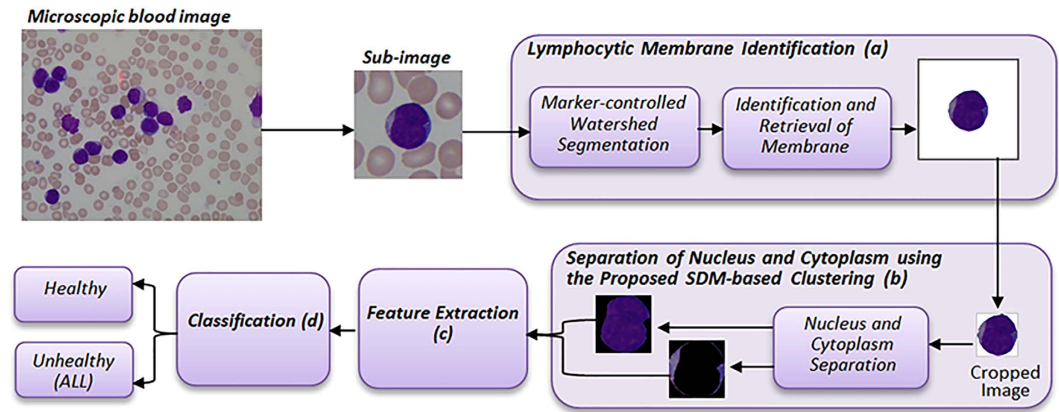 Microscopic blood image
Sub-image
Lymphocytic Membrane Identification (a)
Marker-controlled
Watershed
Segmentation
Identification and
Retrieval of
Membrane
Separation of Nucleus and Cytoplasm using
the Proposed SDM-based Clustering (b)
Nucleus and
Cytoplasm
Separation
Cropped
Image
Feature Extraction
(c)
Classification (d)
Healthy
Unhealthy
(ALL)